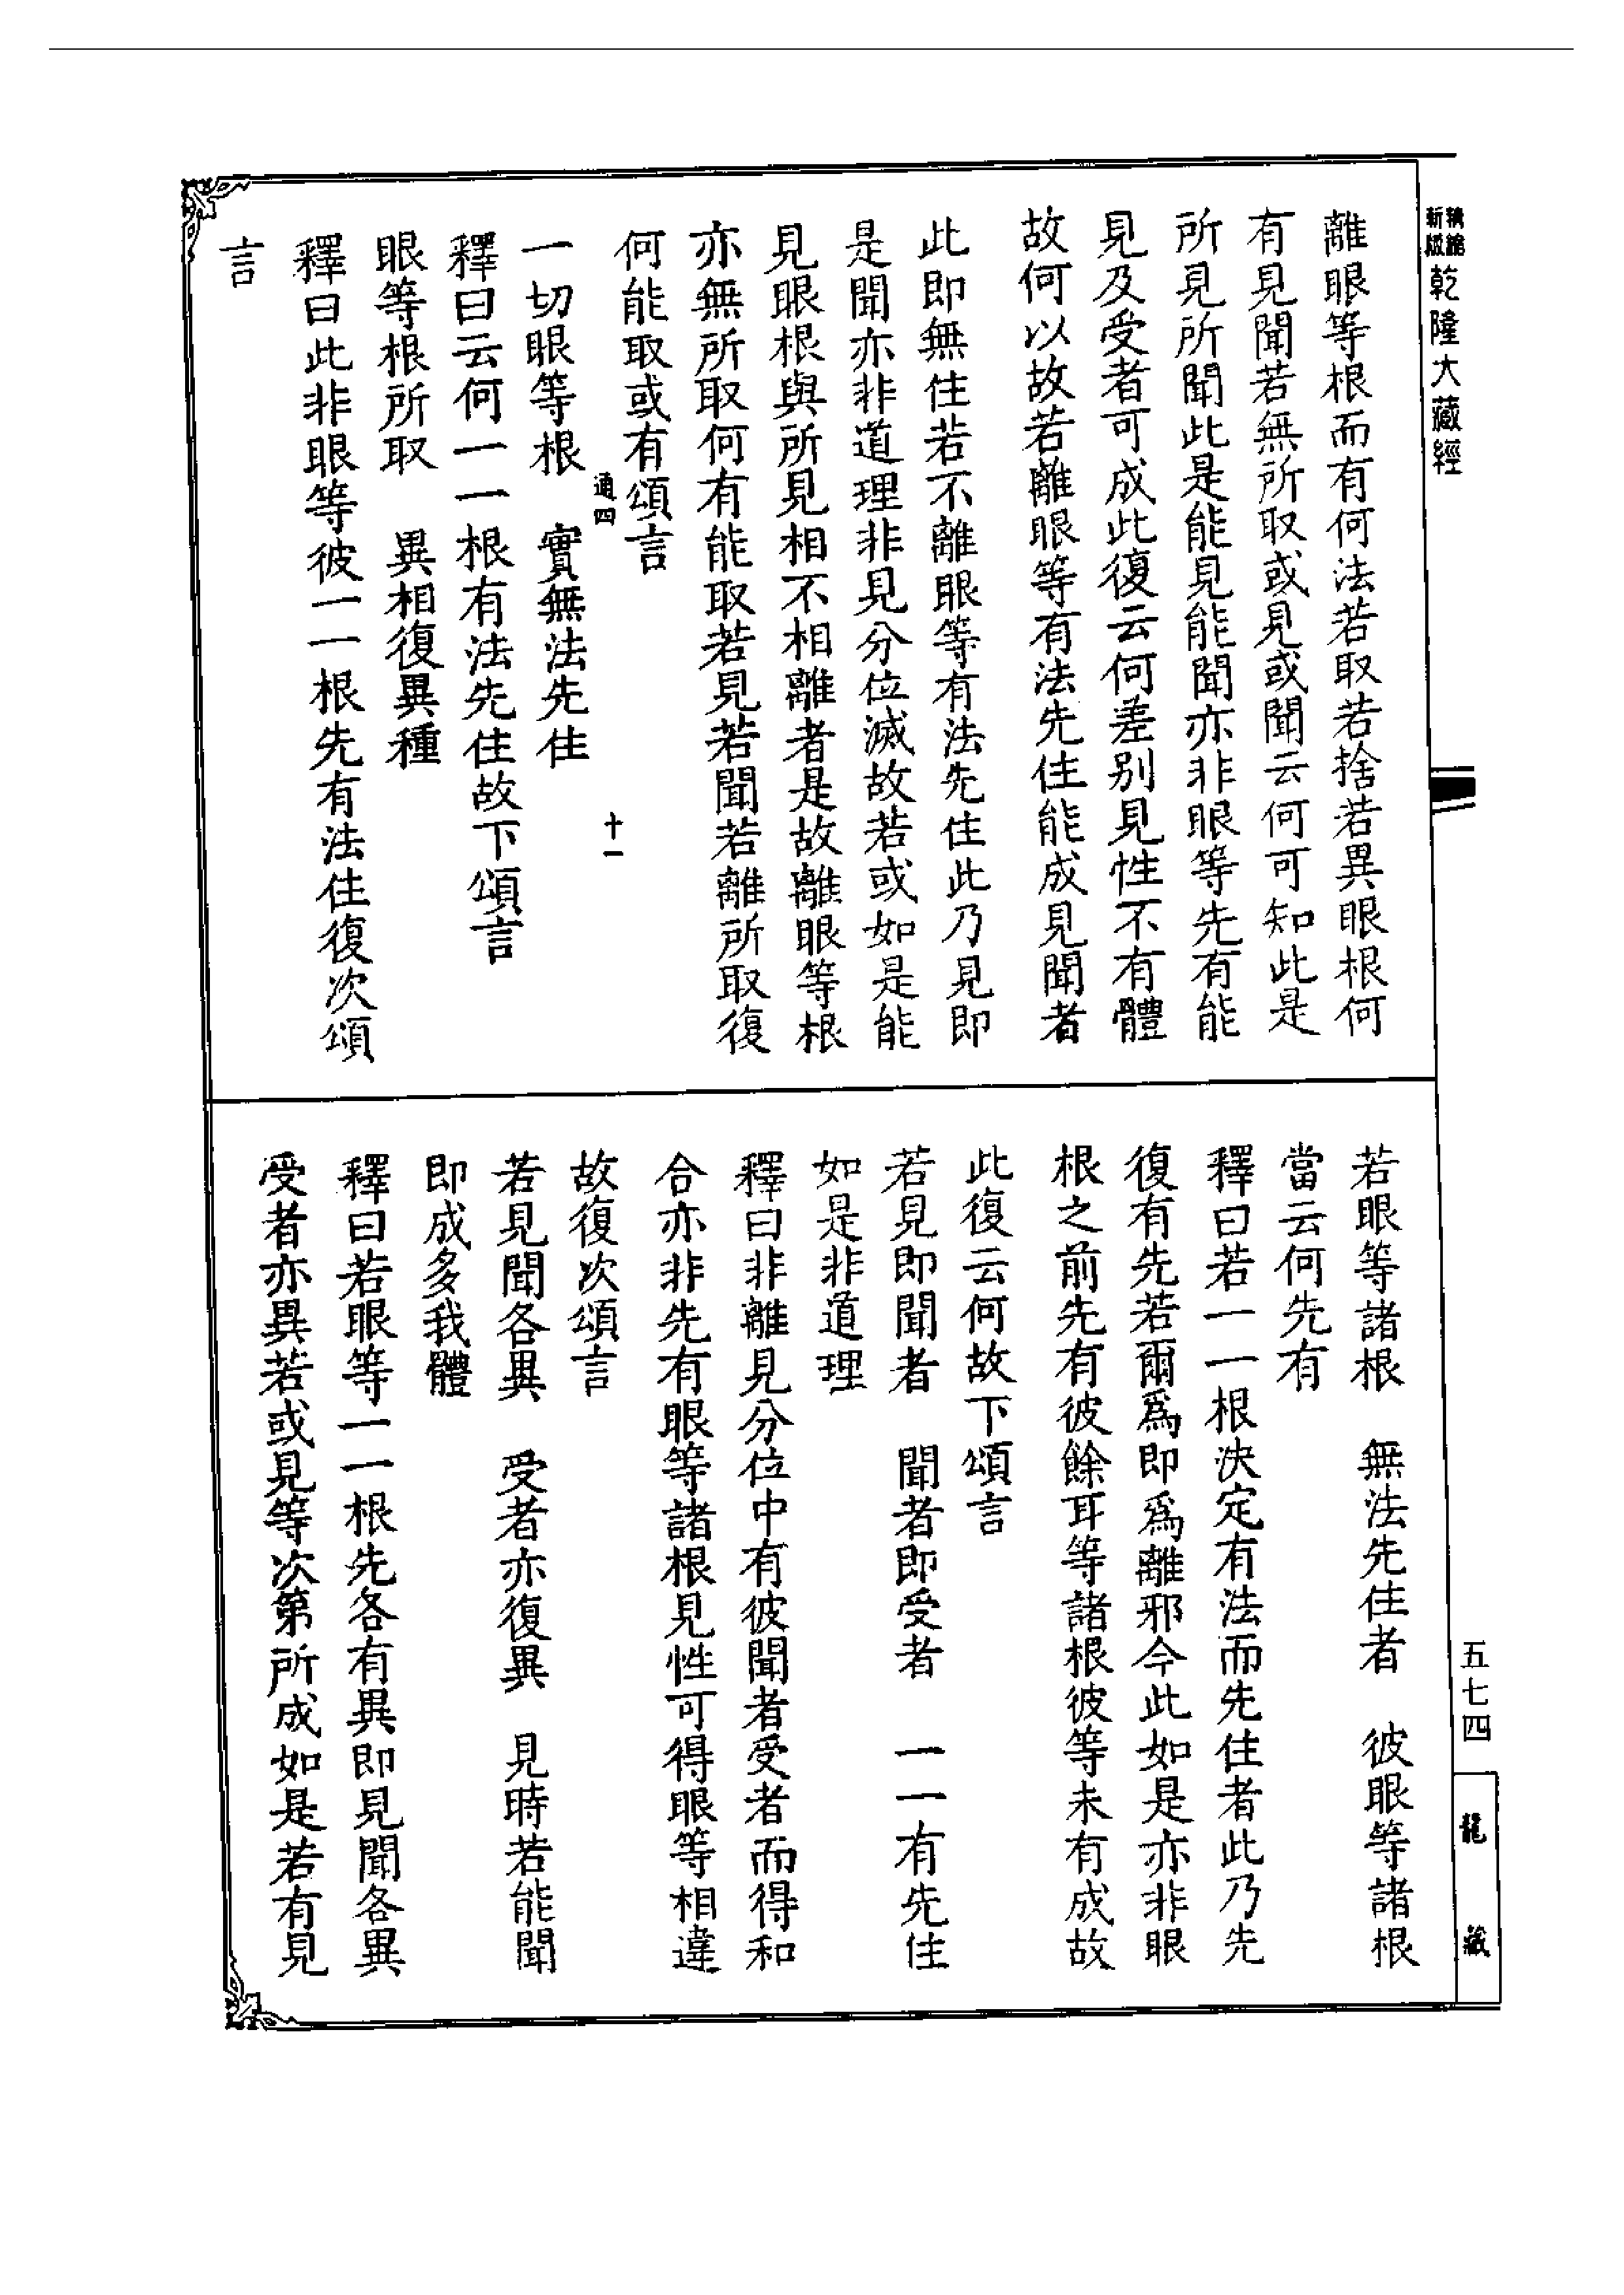 精縮
新版
乾隆大藏經
離眼等根而有何法若取若捨若異眼根何
有見聞若無所取或見或聞云何可知此是
所見所聞此是能見能聞亦非眼等先有能
見及受者可成此復云何差别見性不有體
故何以故若離眼等有法先住能成見聞者
此即無住若不離眼等有法先住此乃見即
是聞亦非道理非見分位滅故若或如是能
見眼根與所見相不相離者是故離眼等根
亦無所取何有能取若見若聞若離所取復
何能取或有頌言
通四
十一
一切眼等根　實無法先住
釋曰云何一一根有法先住故下頌言
眼等根所取　異相復異種
釋曰此非眼等彼一一根先有法住復次頌
言
若眼等諸根　無法先住者　彼眼等諸根
當云何先有
釋曰若一一根決定有法而先住者此乃先
復有先若爾爲即爲離邪今此如是亦非眼
根之前先有彼餘耳等諸根彼等未有成故
此復云何故下頌言
若見即聞者　聞者即受者　一一有先住
如是非道理
釋曰非離見分位中有彼聞者受者而得和
合亦非先有眼等諸根見性可得眼等相違
故復次頌言
若見聞各異　受者亦復異　見時若能聞
即成多我體
釋曰若眼等一一根先各有異即見聞各異
受者亦異若或見等次第所成如是若有見
五七四
龍藏